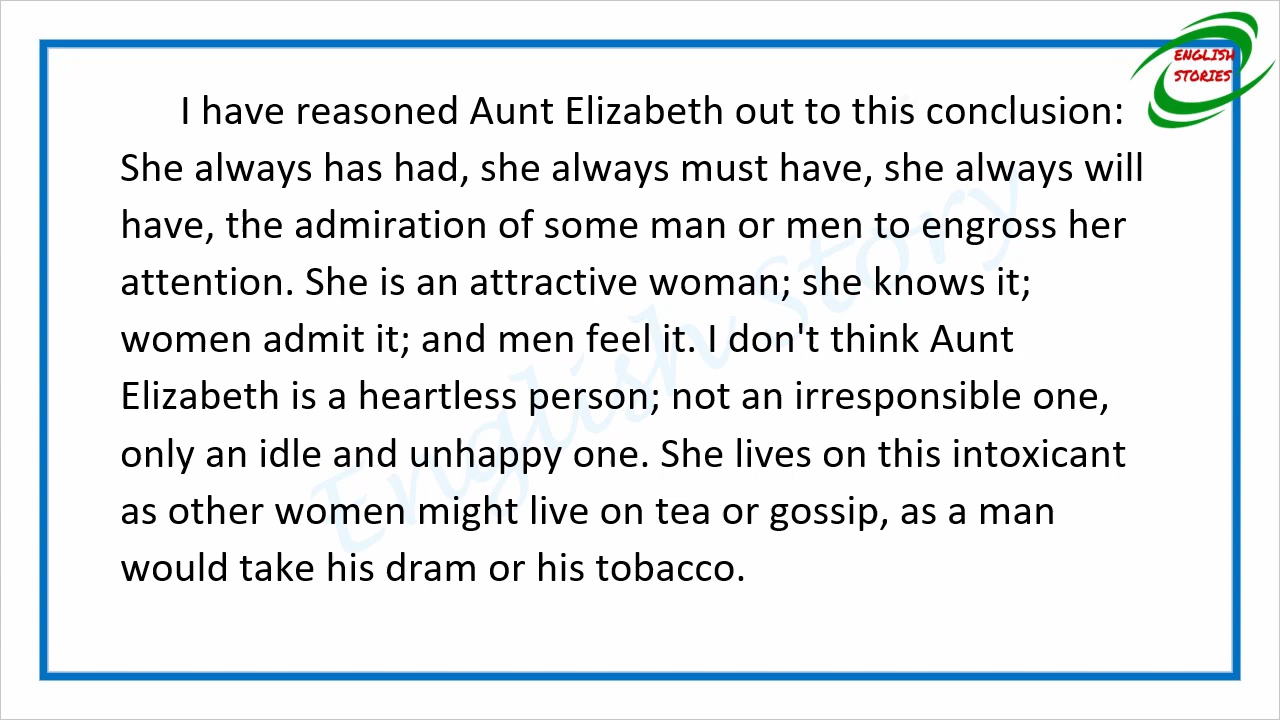 ENGLISH
STORIES
I have reasoned Aunt Elizabeth out to this conclusion:
She always has had, she always must have, she always will
have, the admiration of some man or men to engross her
attention. She is an attractive woman; she knows it;
women admit it; and men feel it. I don't think Aunt
Elizabeth is a heartless person; not an irresponsible one,
only an idle and unhappy one. She lives on this intoxicant
as other women might live on tea or gossip, as a man
would take his dram or his tobacco.
English Story